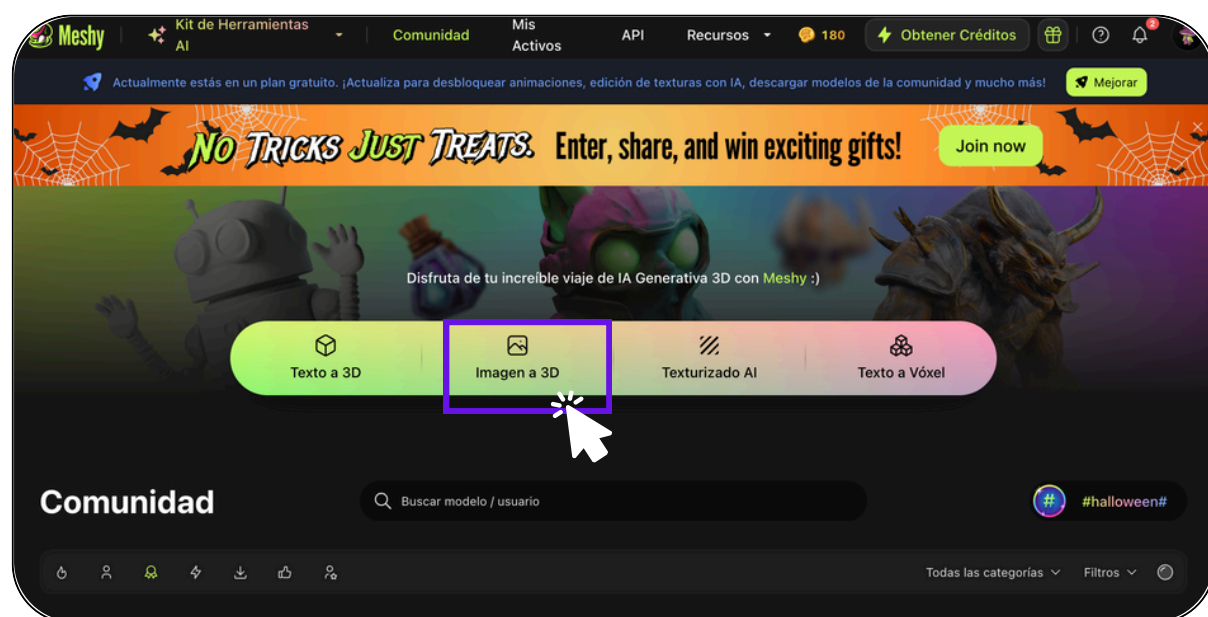 Meshy
Kit de Herramientas
AI
Comunidad
Mis
Activos
API
Recursos
180
Obtener Créditos
2
Actualmente estás en un plan gratuito. ¡Actualiza para desbloquear animaciones, edición de texturas con IA, descargar modelos de la comunidad y mucho más!
Mejorar
No Tricks Just Treats. Enter, share, and win exciting gifts!
Join now
Disfruta de tu increíble viaje de IA Generativa 3D con Meshy :)
Texto a 3D
Imagen a 3D
Texturizado AI
Texto a Vóxel
Comunidad
Buscar modelo / usuario
#
#halloween#
Todas las categorías
Filtros